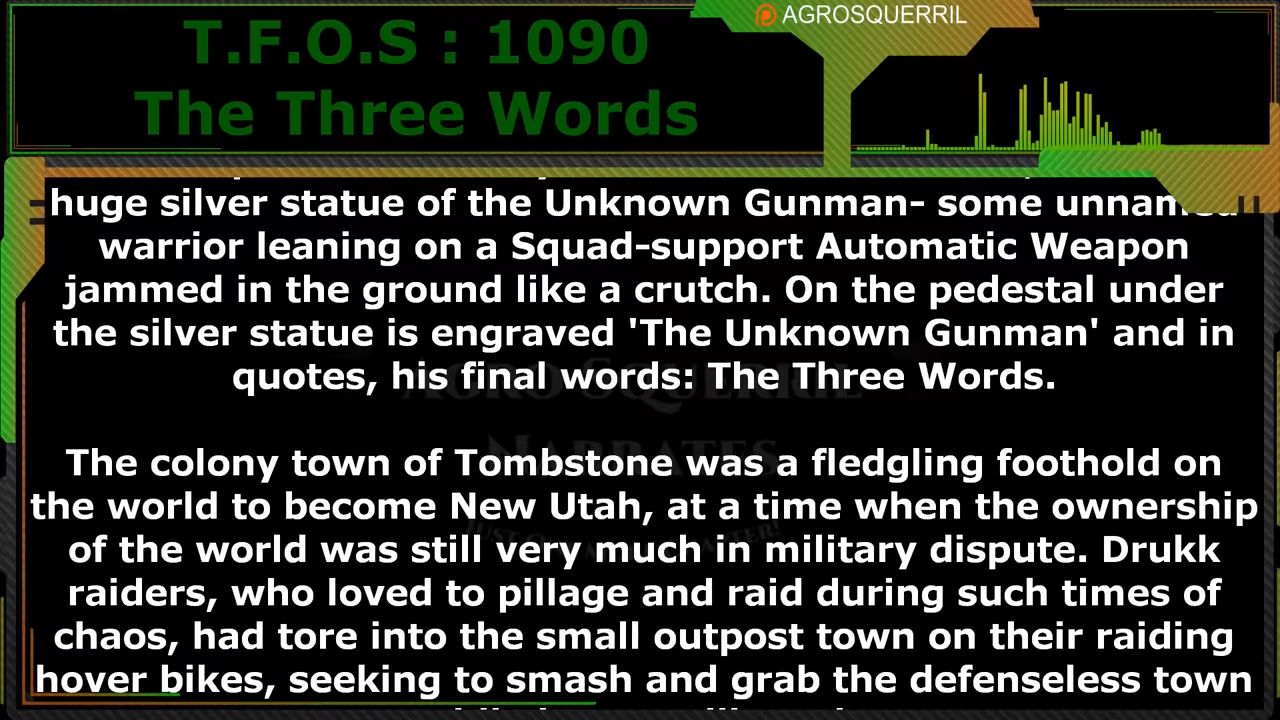 AGROSQUERRIL
T.F.O.S : 1090
The Three Words
huge silver statue of the Unknown Gunman- some unnamed
warrior leaning on a Squad-support Automatic Weapon
jammed in the ground like a crutch. On the pedestal under
the silver statue is engraved 'The Unknown Gunman' and in
quotes, his final words: The Three Words.
The colony town of Tombstone was a fledgling foothold on
the world to become New Utah, at a time when the ownership
of the world was still very much in military dispute. Drukk
raiders, who loved to pillage and raid during such times of
chaos, had tore into the small outpost town on their raiding
hover bikes, seeking to smash and grab the defenseless town